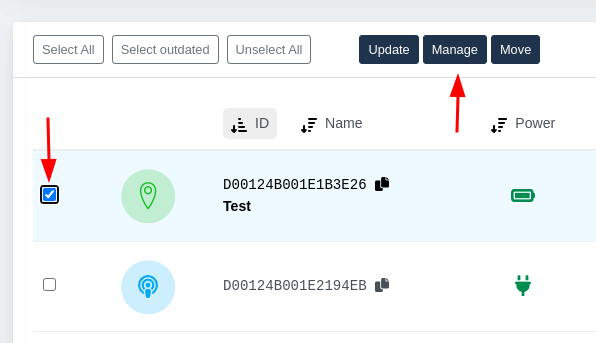 Select All Select outdated Unselect All Update Manage Move
ID Name Power
D00124B001E1B3E26
Test
D00124B001E2194EB